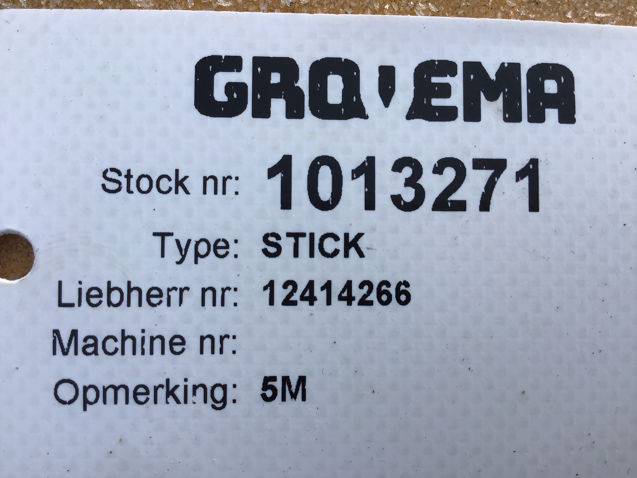 GROVEMA
Stock nr: 1013271
Type: STICK
Liebherr nr: 12414266
Machine nr:
Opmerking: 5M